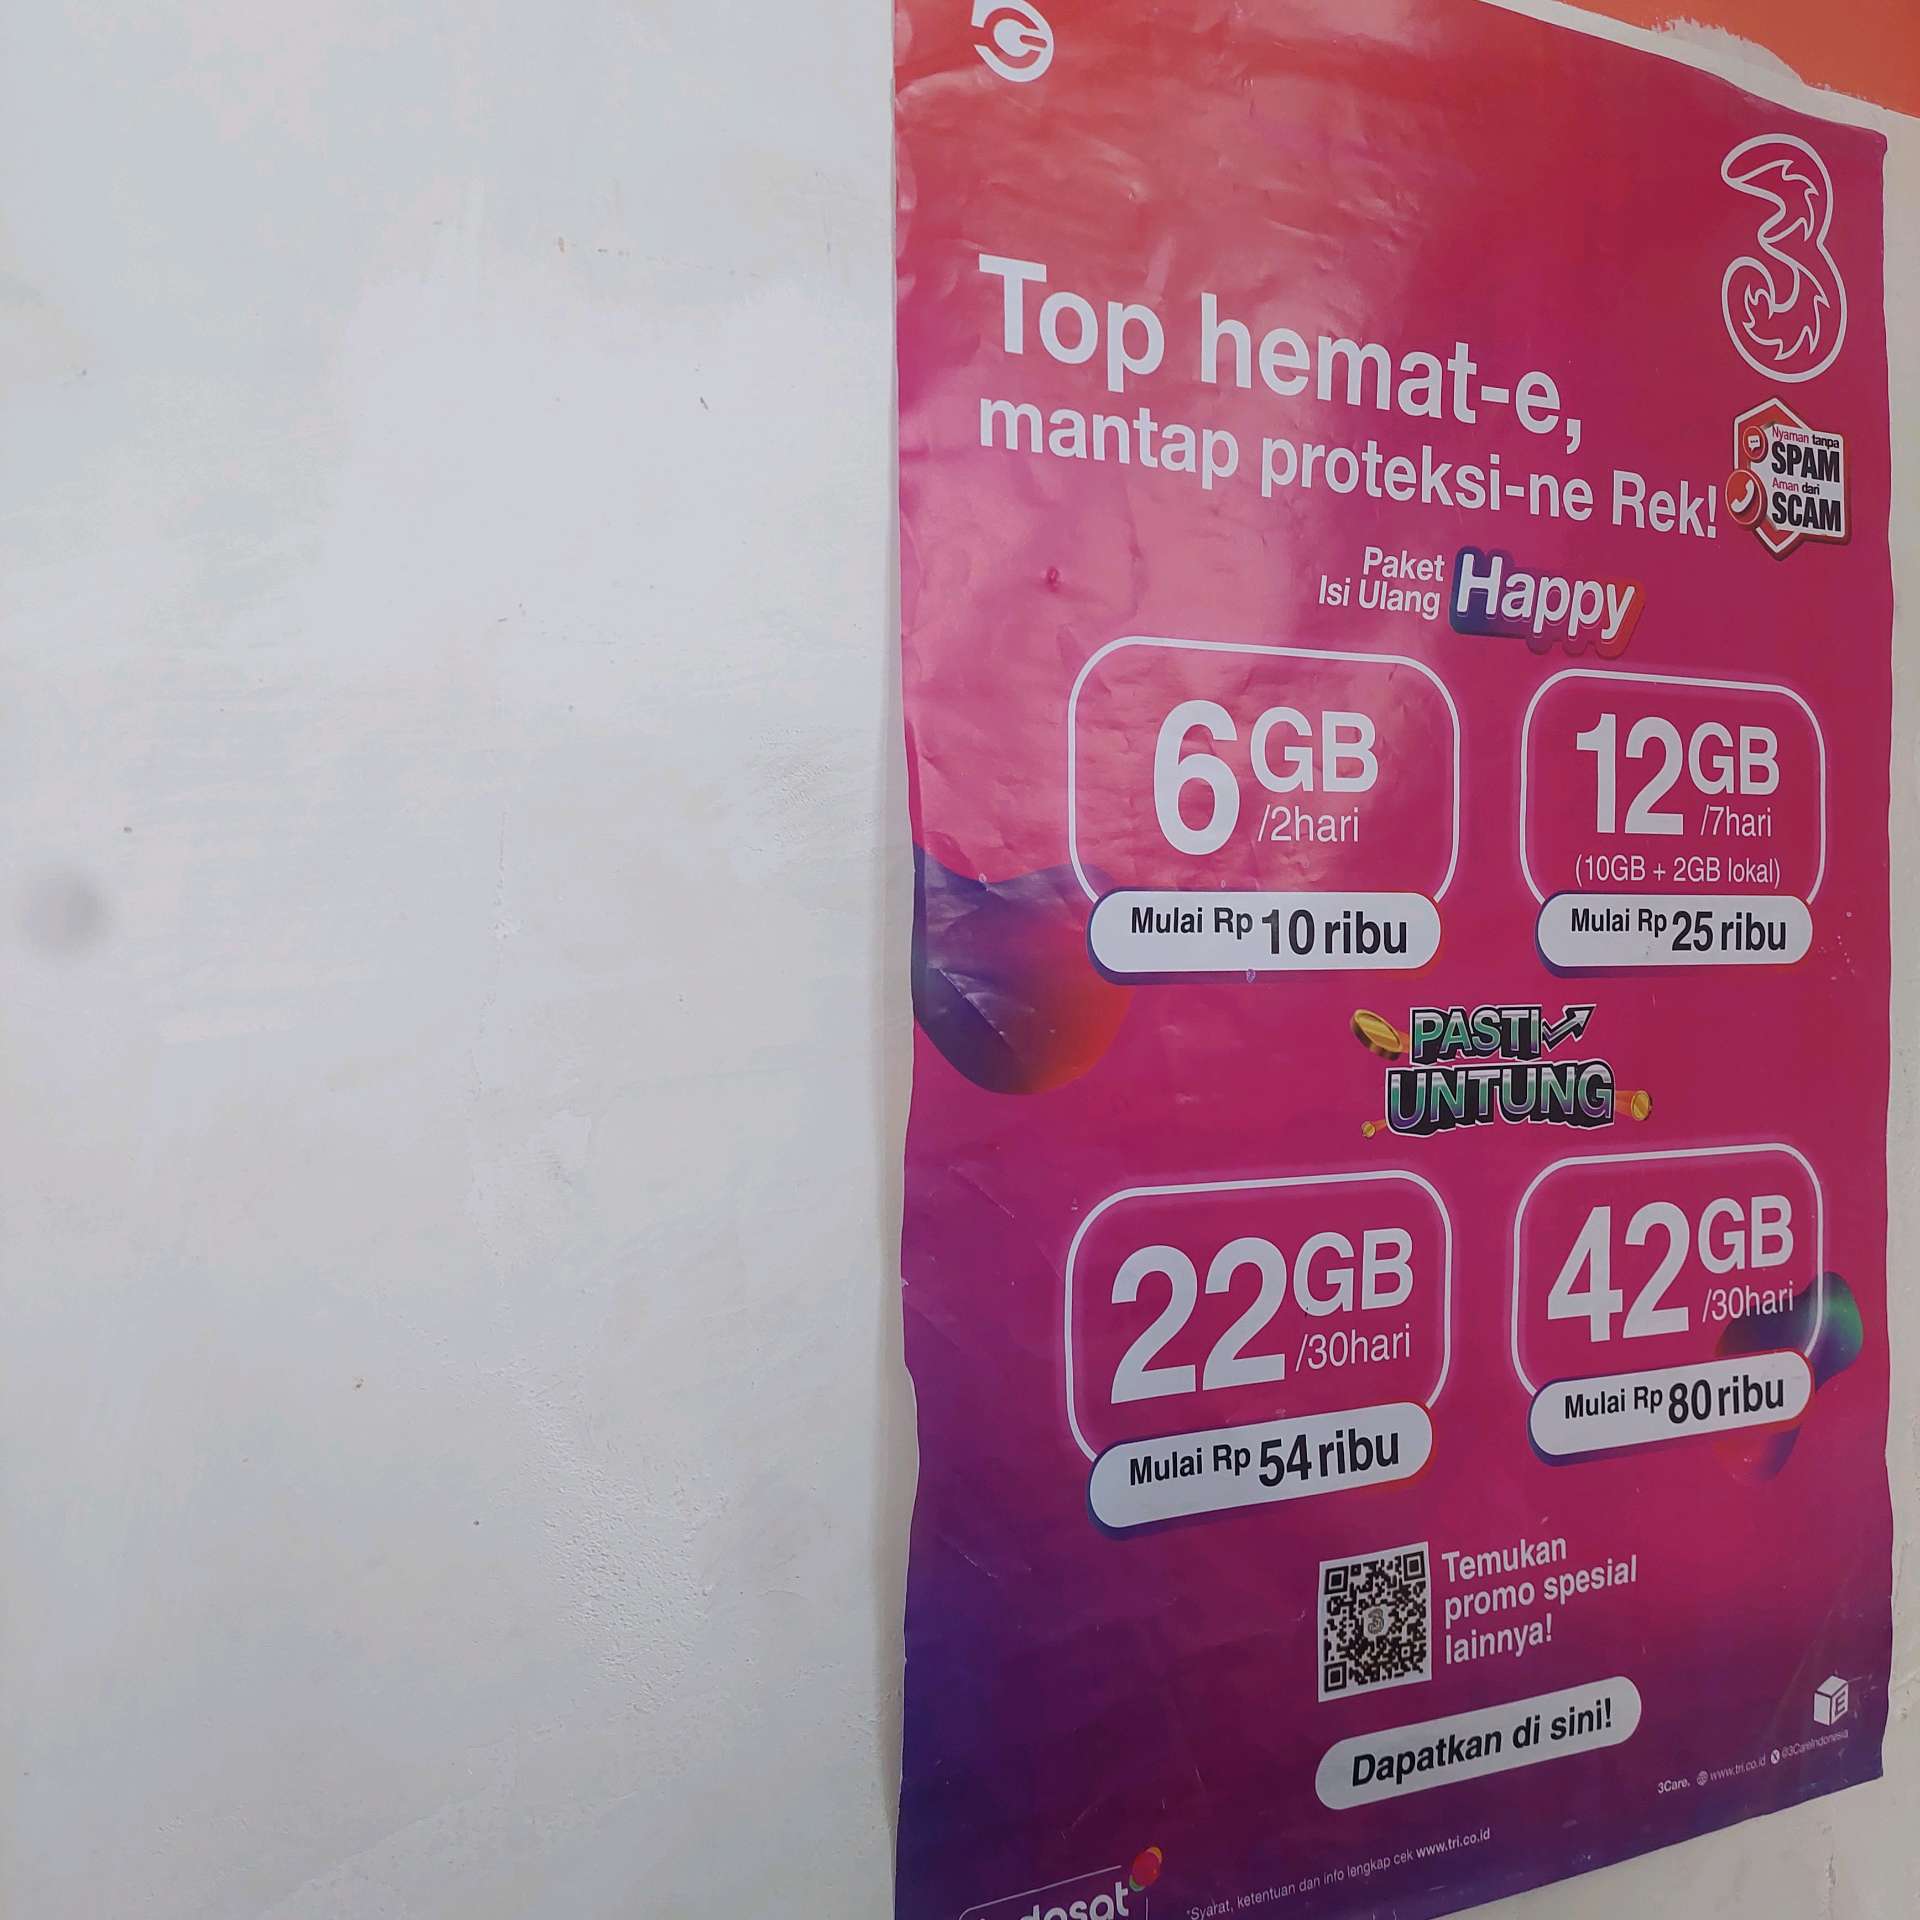 3
Top hemat-e,
mantap proteksi-ne Rek!
Nyaman tanpa
SPAM
Aman dari
SCAM
Paket
Isi Ulang
Happy
6GB
/2hari
Mulai Rp 10 ribu
12GB
/7hari
(10GB + 2GB lokal)
Mulai Rp 25 ribu
PASTI
UNTUNG
22GB
/30hari
Mulai Rp 54 ribu
42GB
/30hari
Mulai Rp 80 ribu
Temukan
promo spesial
lainnya!
Dapatkan di sini!
3Care. www.tri.co.id @3CareIndonesia
*Syarat, ketentuan dan info lengkap cek www.tri.co.id